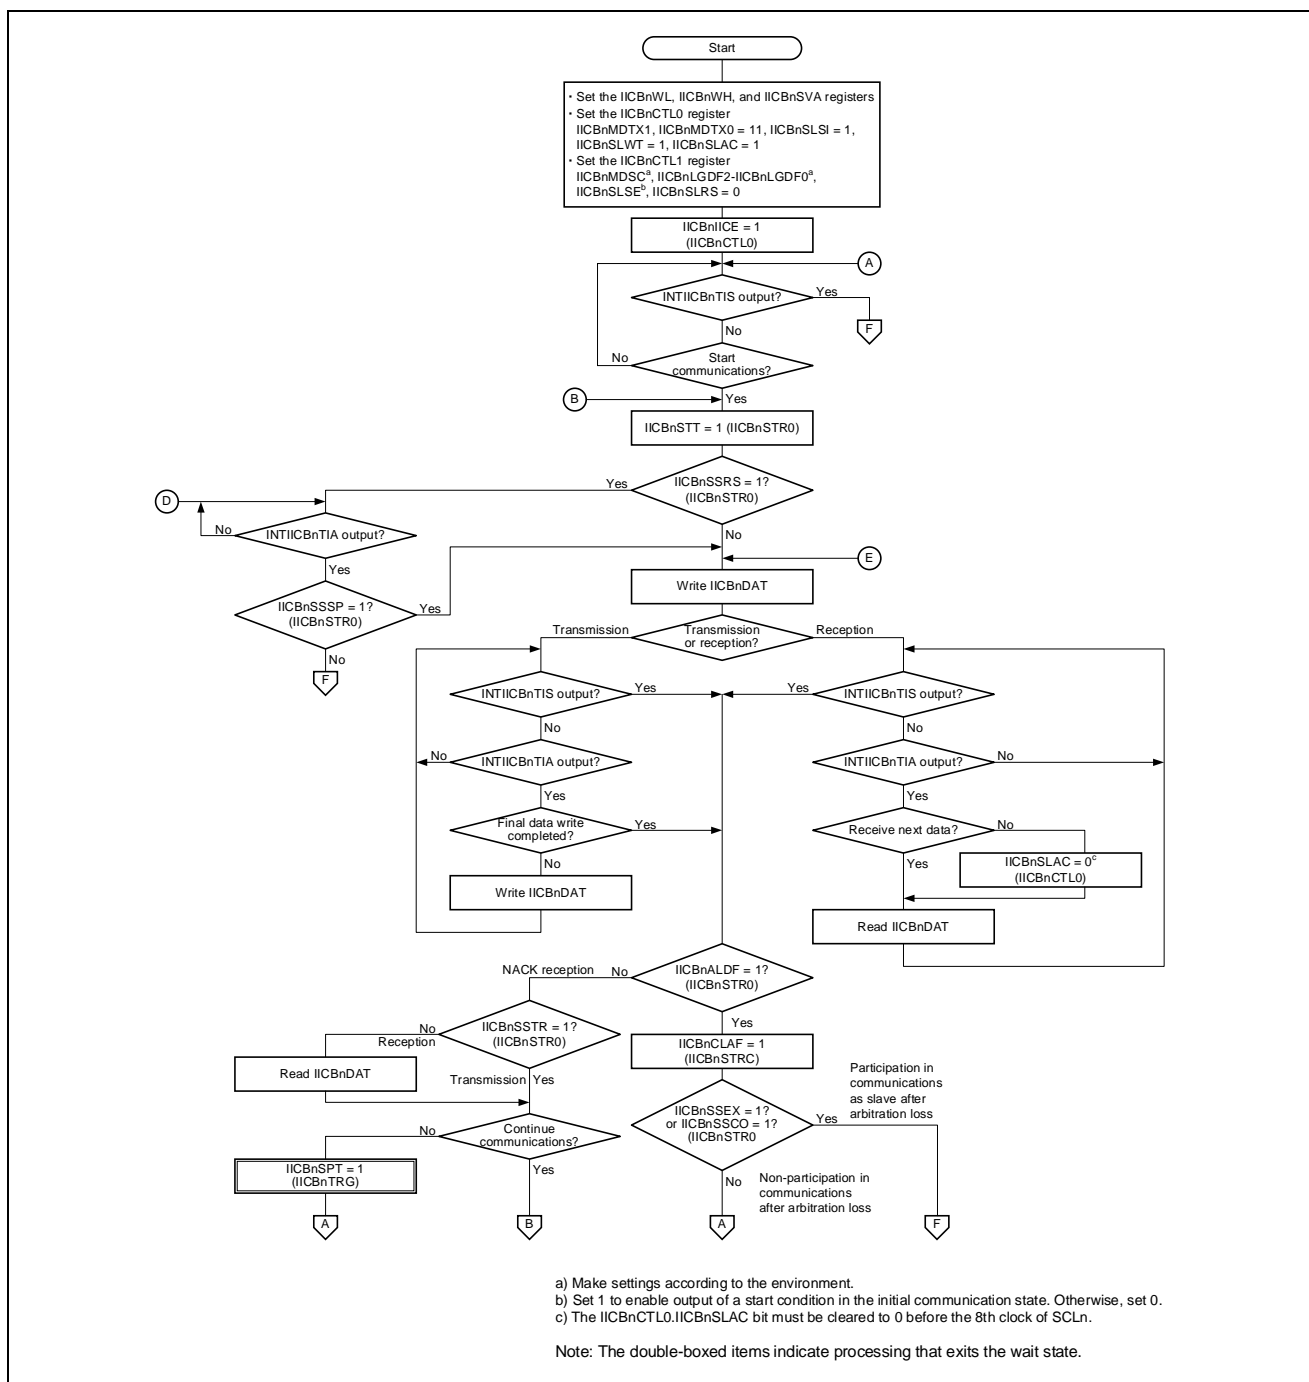 Start
・Set the IICBnWL, IICBnWH, and IICBnSVA registers
・Set the IICBnCTL0 register
IICBnMDTX1, IICBnMDTX0 = 11, IICBnSLSI = 1,
IICBnSLWT = 1, IICBnSLAC = 1
・Set the IICBnCTL1 register
IICBnMDSCa, IICBnLGDF2-IICBnLGDF0a,
IICBnSLSEb, IICBnSLRS = 0
IICBnIICE = 1
(IICBnCTL0)
A
INTIICBnTIS output?
Yes
F
No
Start
communications?
No
B
Yes
IICBnSTT = 1 (IICBnSTR0)
IICBnSSRS = 1?
(IICBnSTR0)
Yes
D
No
INTIICBnTIA output?
No
E
Yes
Write IICBnDAT
IICBnSSSP = 1?
(IICBnSTR0)
Yes
Transmission
Transmission
or reception?
Reception
No
F
INTIICBnTIS output?
Yes
Yes
INTIICBnTIS output?
No
No
No
INTIICBnTIA output?
INTIICBnTIA output?
No
Yes
Yes
Final data write
completed?
Yes
Receive next data?
No
No
Yes
IICBnSLAC = 0c
(IICBnCTL0)
Write IICBnDAT
Read IICBnDAT
NACK reception
No
IICBnALDF = 1?
(IICBnSTR0)
Yes
No
Reception
IICBnSSTR = 1?
(IICBnSTR0)
IICBnCLAF = 1
(IICBnSTRC)
Read IICBnDAT
Transmission
Yes
Participation in
communications
as slave after
arbitration loss
IICBnSSEX = 1?
or IICBnSSCO = 1?
(IICBnSTR0
Yes
No
Continue
communications?
IICBnSPT = 1
(IICBnTRG)
Yes
No
Non-participation in
communications
after arbitration loss
A
B
A
F
a) Make settings according to the environment.
b) Set 1 to enable output of a start condition in the initial communication state. Otherwise, set 0.
c) The IICBnCTL0.IICBnSLAC bit must be cleared to 0 before the 8th clock of SCLn.
Note: The double-boxed items indicate processing that exits the wait state.